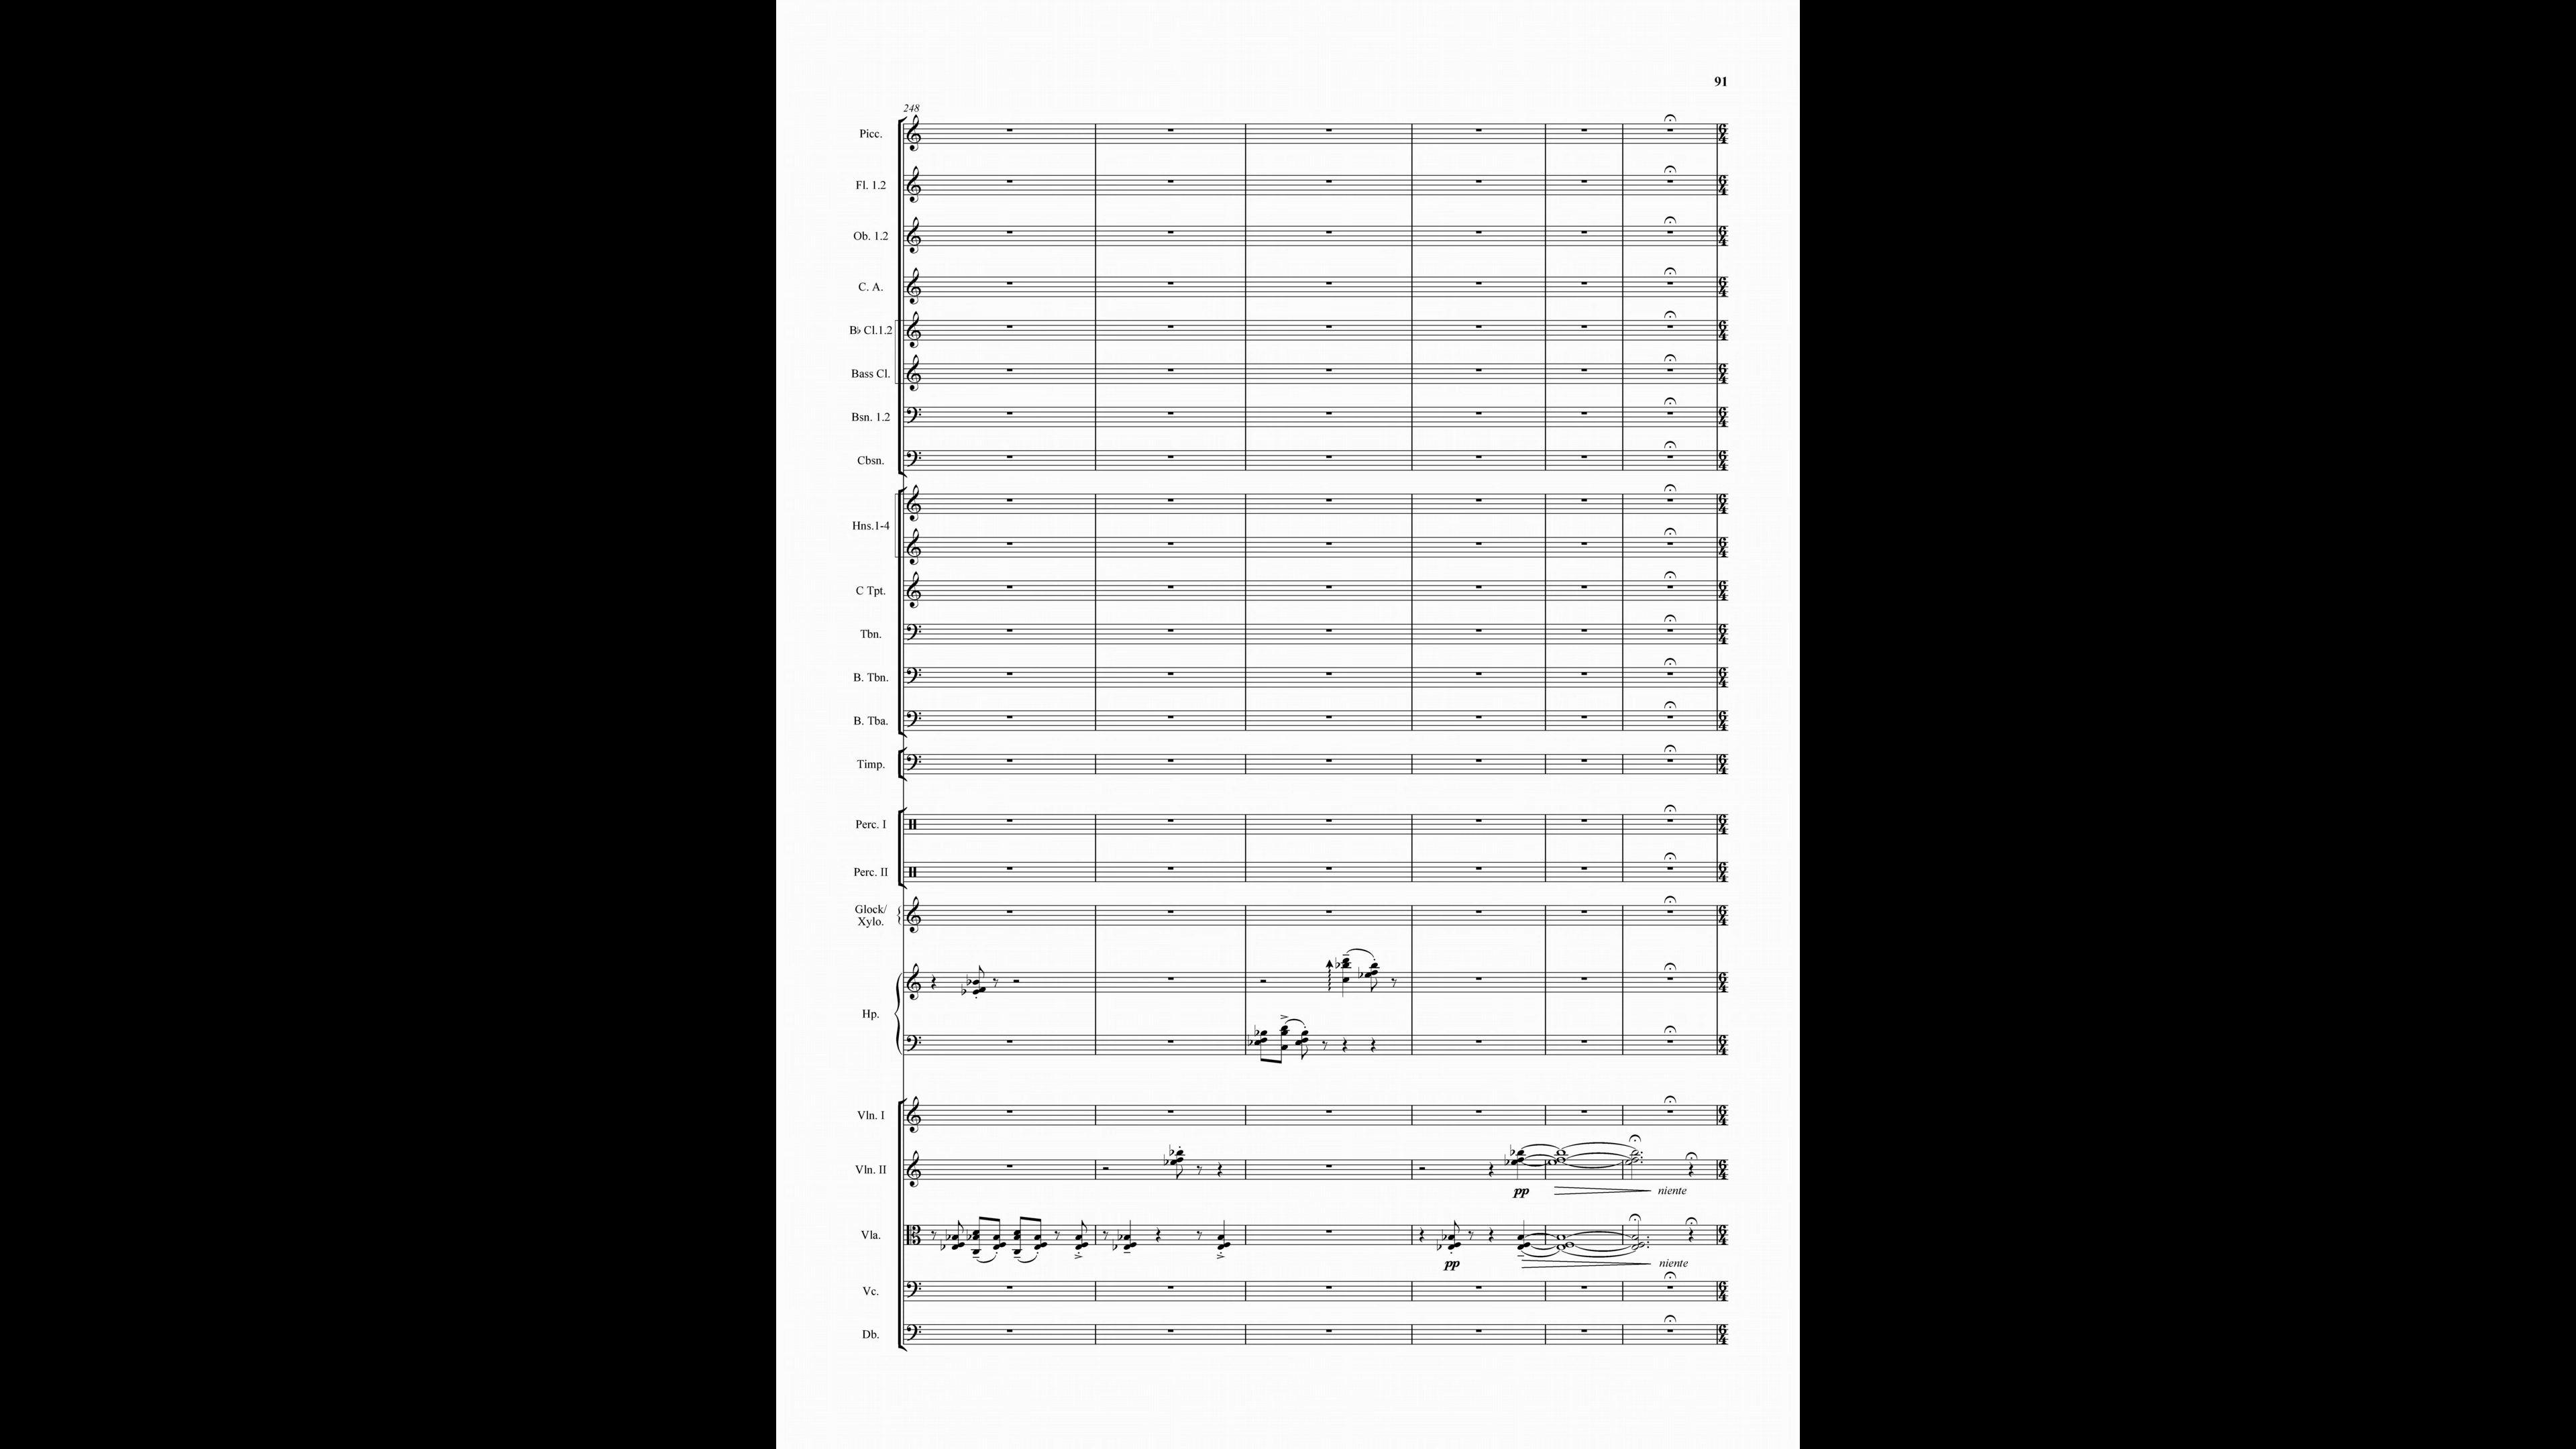 91
248
Picc.
Fl. 1.2
Ob. 1.2
C. A.
B♭ Cl.1.2
Bass Cl.
Bsn. 1.2
Cbsn.
Hns.1-4
C Tpt.
Tbn.
B. Tbn.
B. Tba.
Timp.
Perc. I
Perc. II
Glock/
Xylo.
Hp.
Vln. I
Vln. II
pp
niente
Vla.
pp
niente
Vc.
Db.